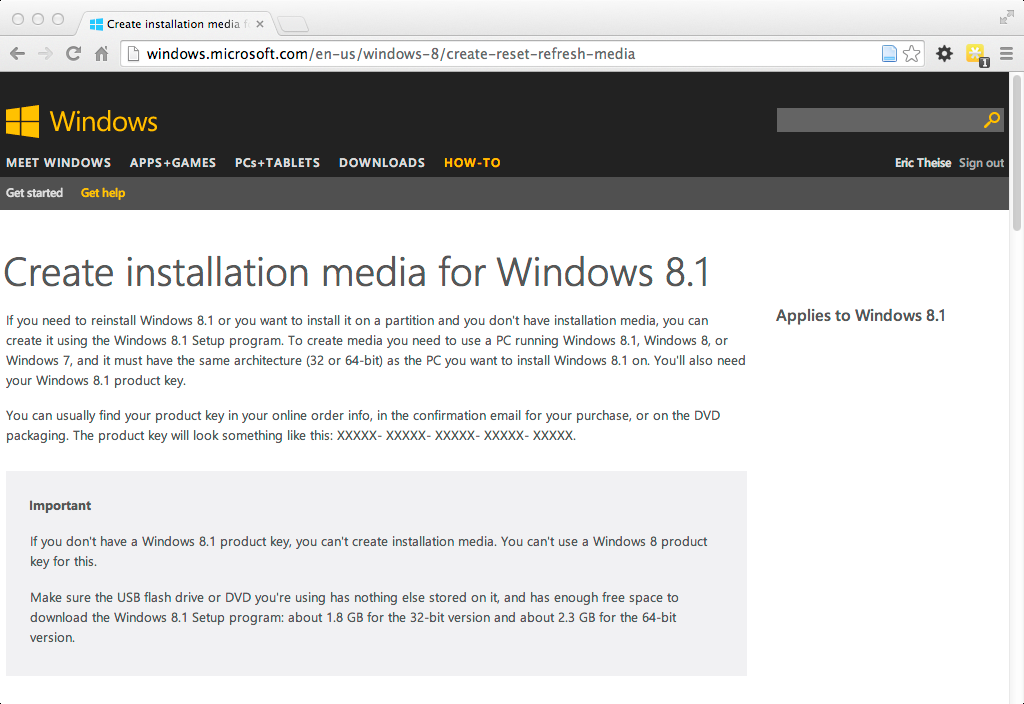 Create installation media f
windows.microsoft.com/en-us/windows-8/create-reset-refresh-media
1
Windows
MEET WINDOWS APPS+GAMES PCs+TABLETS DOWNLOADS HOW-TO
Eric Theise Sign out
Get started Get help
Create installation media for Windows 8.1
If you need to reinstall Windows 8.1 or you want to install it on a partition and you don't have installation media, you can
create it using the Windows 8.1 Setup program. To create media you need to use a PC running Windows 8.1, Windows 8, or
Windows 7, and it must have the same architecture (32 or 64-bit) as the PC you want to install Windows 8.1 on. You'll also need
your Windows 8.1 product key.
You can usually find your product key in your online order info, in the confirmation email for your purchase, or on the DVD
packaging. The product key will look something like this: XXXXX- XXXXX- XXXXX- XXXXX- XXXXX.
Important
If you don't have a Windows 8.1 product key, you can't create installation media. You can't use a Windows 8 product
key for this.
Make sure the USB flash drive or DVD you're using has nothing else stored on it, and has enough free space to
download the Windows 8.1 Setup program: about 1.8 GB for the 32-bit version and about 2.3 GB for the 64-bit
version.
Applies to Windows 8.1